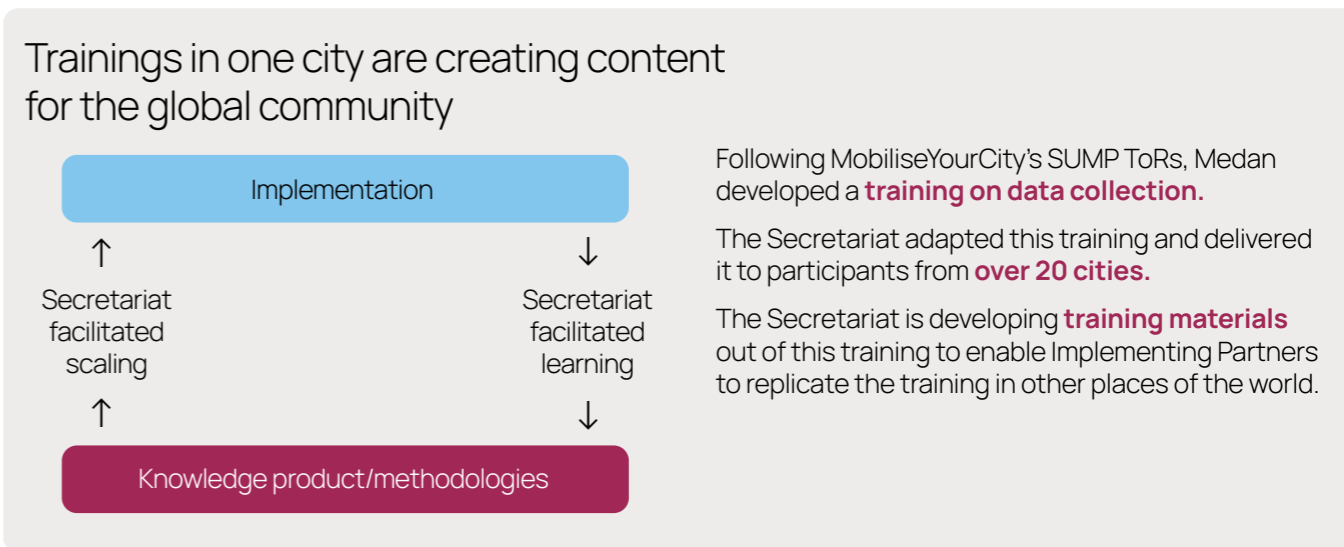 Trainings in one city are creating content
for the global community
Implementation
↑
Secretariat
facilitated
scaling
↑
↓
Secretariat
facilitated
learning
↓
Knowledge product/methodologies
Following MobiliseYourCity's SUMP ToRs, Medan
developed a training on data collection.
The Secretariat adapted this training and delivered
it to participants from over 20 cities.
The Secretariat is developing training materials
out of this training to enable Implementing Partners
to replicate the training in other places of the world.